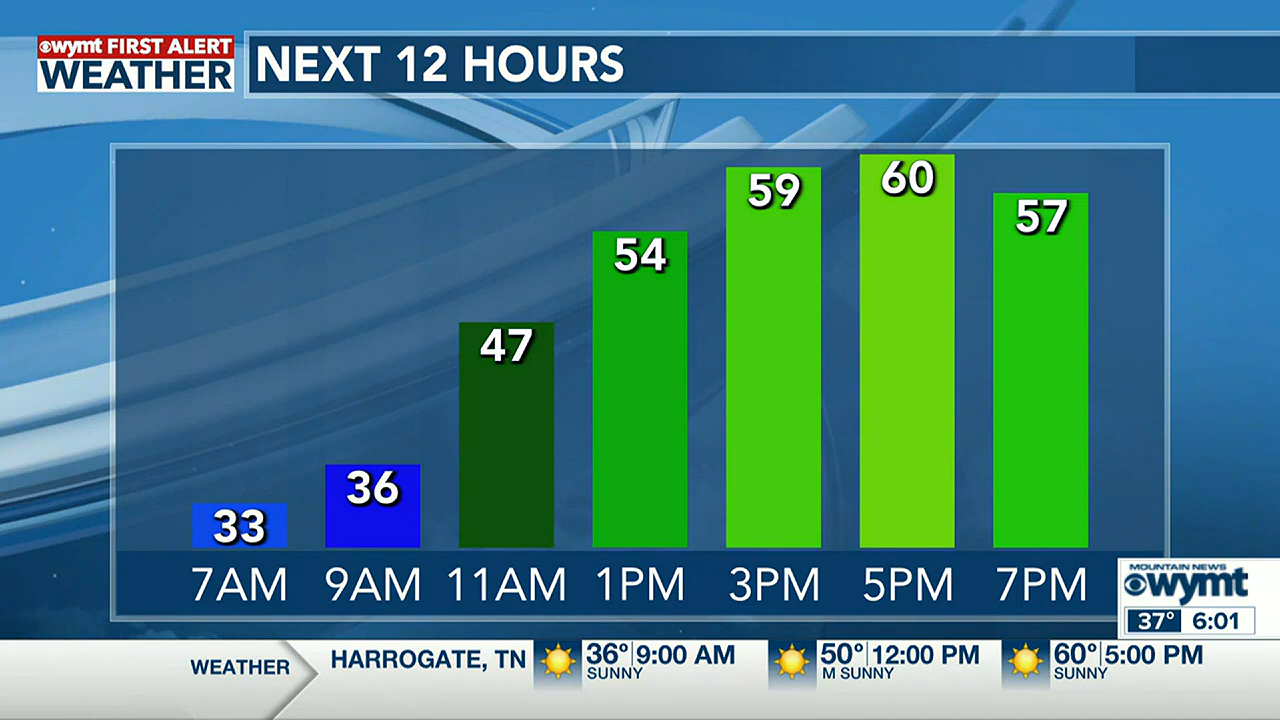 wymt FIRST ALERT
WEATHER
NEXT 12 HOURS
33
36
47
54
59
60
57
7AM 9AM 11AM 1PM 3PM 5PM 7PM
MOUNTAIN NEWS
wymt
37° 6:01
WEATHER
HARROGATE, TN
36° 9:00 AM
SUNNY
50° 12:00 PM
M SUNNY
60° 5:00 PM
SUNNY